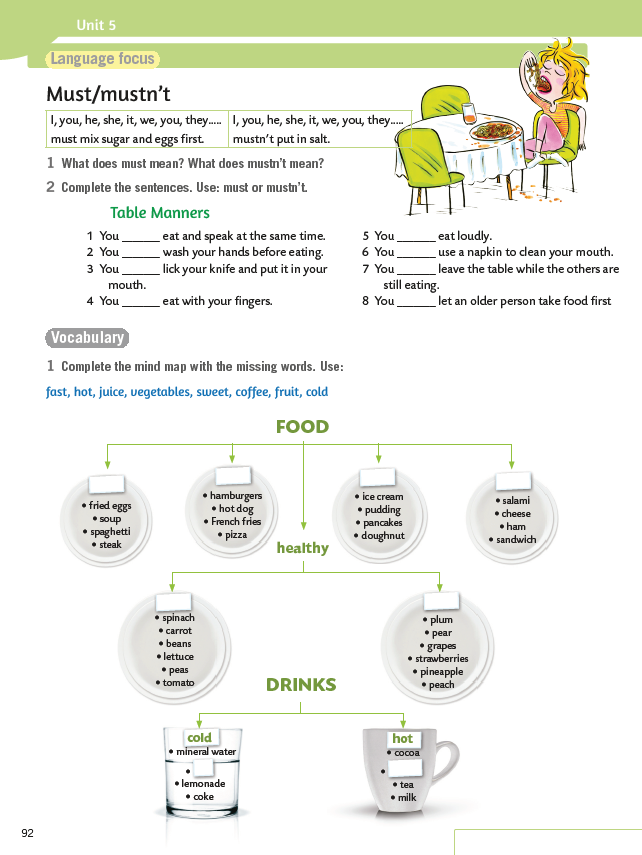 Unit 5
Language focus
Must/mustn't
I, you, he, she, it, we, you, they.....
must mix sugar and eggs first.
I, you, he, she, it, we, you, they.....
mustn't put in salt.
1 What does must mean? What does mustn't mean?
2 Complete the sentences. Use: must or mustn't.
Table Manners
1 You ______ eat and speak at the same time.
2 You ______ wash your hands before eating.
3 You ______ lick your knife and put it in your
mouth.
4 You ______ eat with your fingers.
5 You ______ eat loudly.
6 You ______ use a napkin to clean your mouth.
7 You ______ leave the table while the others are
still eating.
8 You ______ let an older person take food first
Vocabulary
1 Complete the mind map with the missing words. Use:
fast, hot, juice, vegetables, sweet, coffee, fruit, cold
FOOD
• fried eggs
• soup
• spaghetti
• steak
• hamburgers
• hot dog
• French fries
• pizza
• ice cream
• pudding
• pancakes
• doughnut
• salami
• cheese
• ham
• sandwich
healthy
• spinach
• carrot
• beans
• lettuce
• peas
• tomato
• plum
• pear
• grapes
• strawberries
• pineapple
• peach
DRINKS
cold
• mineral water
•
• lemonade
• coke
hot
• cocoa
•
• tea
• milk
92